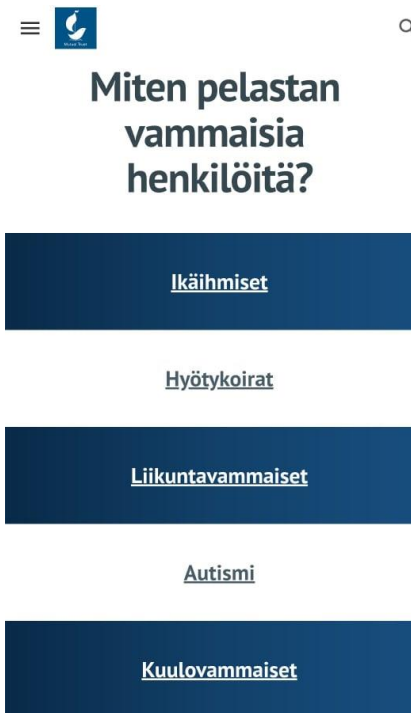 Miten pelastan
vammaisia
henkilöitä?
Ikäihmiset
Hyötykoirat
Liikuntavammaiset
Autismi
Kuulovammaiset